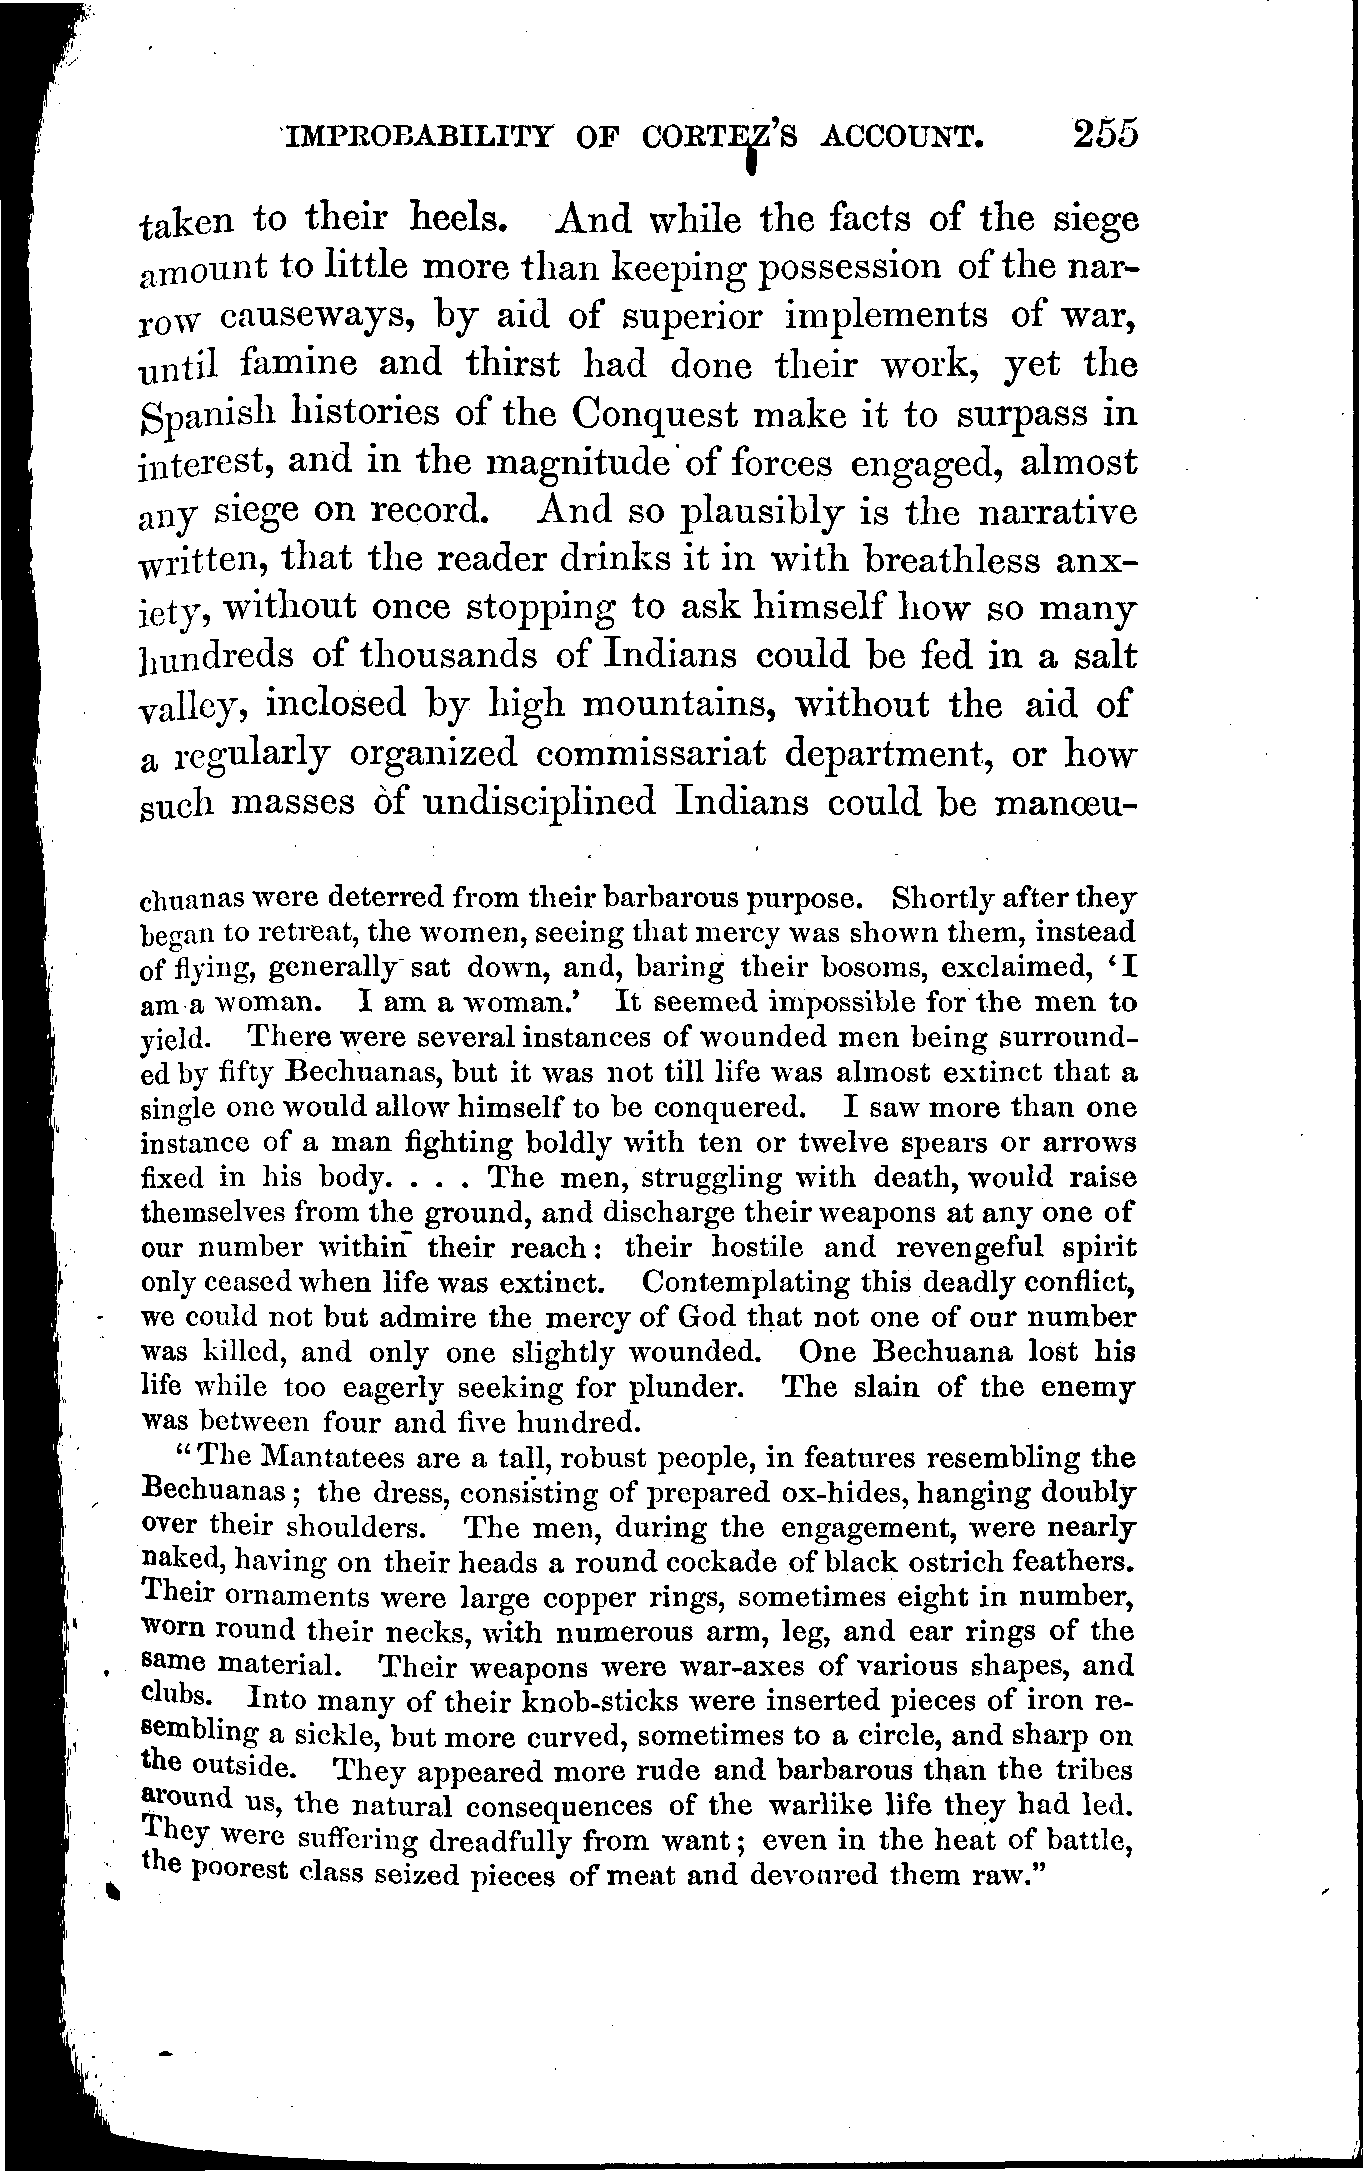 IMPROBABILITY OF CORTEZ'S ACCOUNT. 255
taken to their heels. And while the facts of the siege
amount to little more than keeping possession of the nar-
row causeways, by aid of superior implements of war,
until famine and thirst had done their work, yet the
Spanish histories of the Conquest make it to surpass in
interest, and in the magnitude of forces engaged, almost
any siege on record. And so plausibly is the narrative
written, that the reader drinks it in with breathless anx-
iety, without once stopping to ask himself how so many
hundreds of thousands of Indians could be fed in a salt
valley, inclosed by high mountains, without the aid of
a regularly organized commissariat department, or how
such masses of undisciplined Indians could be manœu-
chuanas were deterred from their barbarous purpose. Shortly after they
began to retreat, the women, seeing that mercy was shown them, instead
of flying, generally sat down, and, baring their bosoms, exclaimed, 'I
am a woman. I am a woman.' It seemed impossible for the men to
yield. There were several instances of wounded men being surround-
ed by fifty Bechuanas, but it was not till life was almost extinct that a
single one would allow himself to be conquered. I saw more than one
instance of a man fighting boldly with ten or twelve spears or arrows
fixed in his body. . . . The men, struggling with death, would raise
themselves from the ground, and discharge their weapons at any one of
our number within their reach: their hostile and revengeful spirit
only ceased when life was extinct. Contemplating this deadly conflict,
we could not but admire the mercy of God that not one of our number
was killed, and only one slightly wounded. One Bechuana lost his
life while too eagerly seeking for plunder. The slain of the enemy
was between four and five hundred.
"The Mantatees are a tall, robust people, in features resembling the
Bechuanas; the dress, consisting of prepared ox-hides, hanging doubly
over their shoulders. The men, during the engagement, were nearly
naked, having on their heads a round cockade of black ostrich feathers.
Their ornaments were large copper rings, sometimes eight in number,
worn round their necks, with numerous arm, leg, and ear rings of the
same material. Their weapons were war-axes of various shapes, and
clubs. Into many of their knob-sticks were inserted pieces of iron re-
sembling a sickle, but more curved, sometimes to a circle, and sharp on
the outside. They appeared more rude and barbarous than the tribes
around us, the natural consequences of the warlike life they had led.
They were suffering dreadfully from want; even in the heat of battle,
the poorest class seized pieces of meat and devoured them raw."